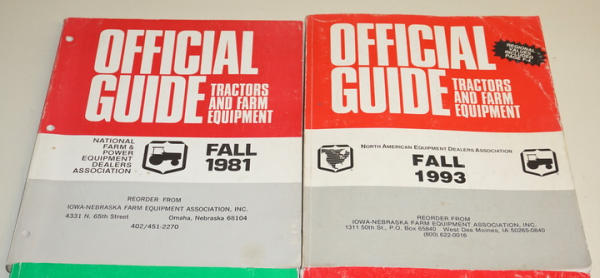 OFFICIAL
GUIDE
TRACTORS
AND FARM
EQUIPMENT
NATIONAL
FARM &
POWER
EQUIPMENT
DEALERS
ASSOCIATION
FALL
1981
REORDER FROM
IOWA-NEBRASKA FARM EQUIPMENT ASSOCIATION, INC.
4331 N. 65th Street Omaha, Nebraska 68104
402/451-2270
OFFICIAL
GUIDE
REGIONAL
VALUES
INCLUDED
TRACTORS
AND FARM
EQUIPMENT
NORTH AMERICAN EQUIPMENT DEALERS ASSOCIATION
FALL
1993
REORDER FROM
IOWA-NEBRASKA FARM EQUIPMENT ASSOCIATION, INC.
1311 50th St., P.O. Box 65840 West Des Moines, IA 50265-0840
(800) 622-0016